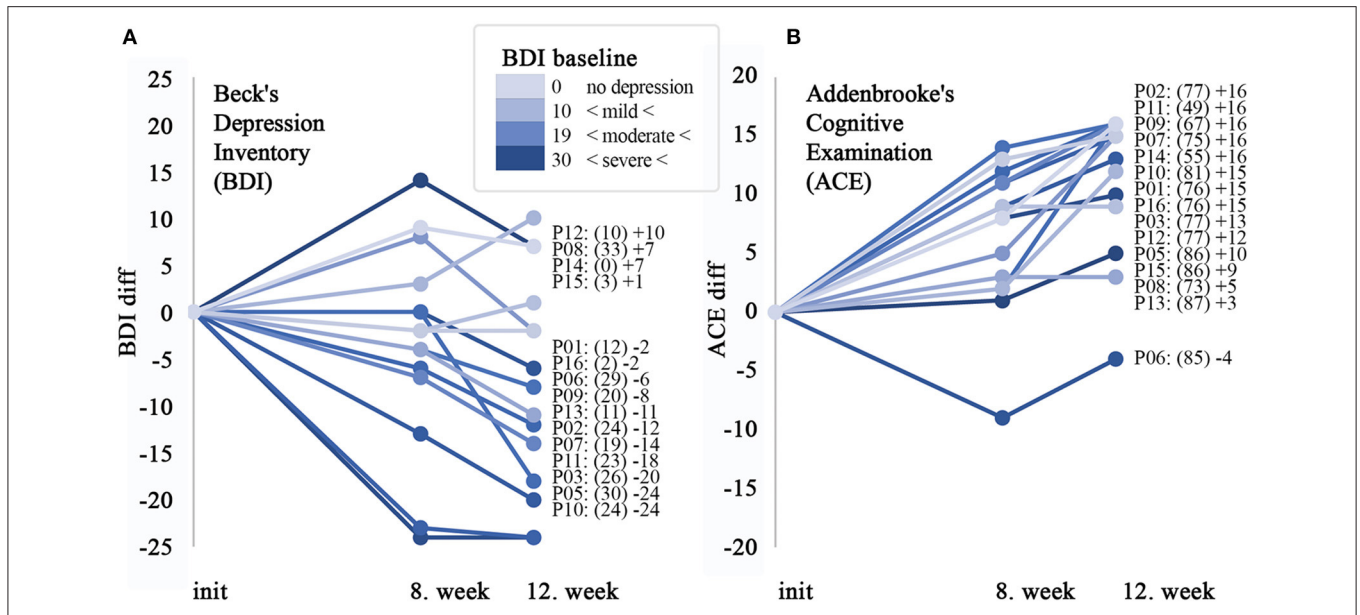 A
BDI baseline
0 no depression
10 < mild <
19 < moderate <
30 < severe <
Beck's
Depression
Inventory
(BDI)
BDI diff
25
20
15
10
5
0
-5
-10
-15
-20
-25
init
8. week
12. week
P12: (10) +10
P08: (33) +7
P14: (0) +7
P15: (3) +1
P01: (12) -2
P16: (2) -2
P06: (29) -6
P09: (20) -8
P13: (11) -11
P02: (24) -12
P07: (19) -14
P11: (23) -18
P03: (26) -20
P05: (30) -24
P10: (24) -24
B
Addenbrooke's
Cognitive
Examination
(ACE)
ACE diff
20
15
10
5
0
-5
-10
-15
-20
init
8. week
12. week
P02: (77) +16
P11: (49) +16
P09: (67) +16
P07: (75) +16
P14: (55) +16
P10: (81) +15
P01: (76) +15
P16: (76) +15
P03: (77) +13
P12: (77) +12
P05: (86) +10
P15: (86) +9
P08: (73) +5
P13: (87) +3
P06: (85) -4